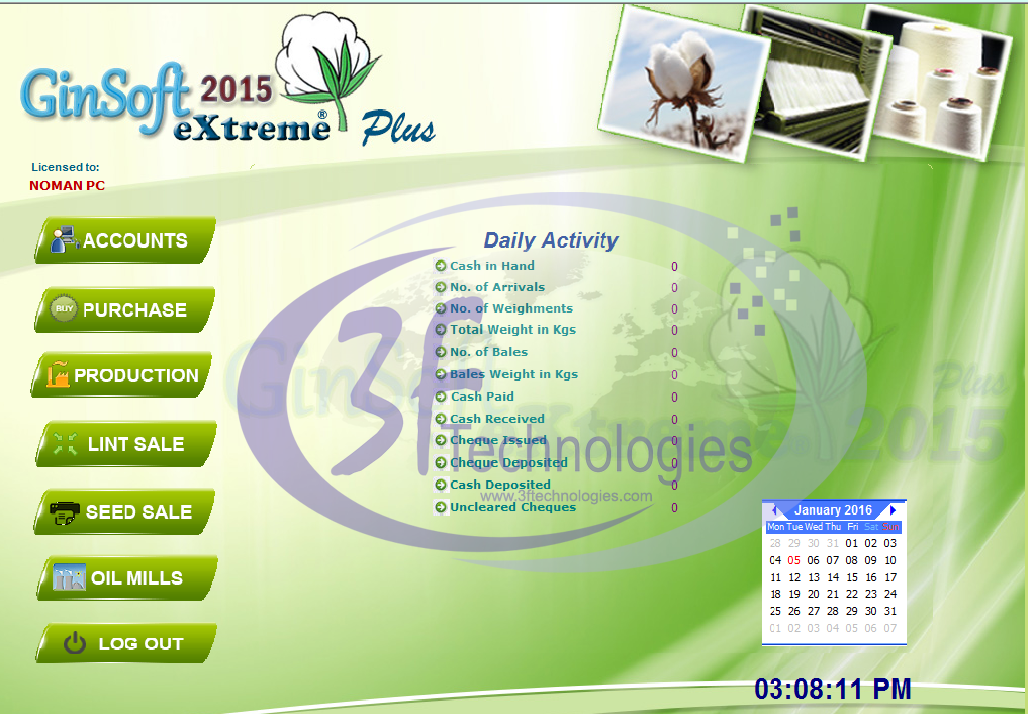 GinSoft 2015
eXtreme® Plus
Licensed to:
NOMAN PC
ACCOUNTS
BUY PURCHASE
PRODUCTION
LINT SALE
SEED SALE
OIL MILLS
LOG OUT
Daily Activity
Cash in Hand 0
No. of Arrivals 0
No. of Weighments 0
Total Weight in Kgs 0
No. of Bales 0
Bales Weight in Kgs 0
Cash Paid 0
Cash Received 0
Cheque Issued 0
Cheque Deposited 0
Cash Deposited 0
Uncleared Cheques 0
3f Technologies
www.3ftechnologies.com
GinSoft
Plus
2015
January 2016
Mon Tue Wed Thu Fri Sat Sun
28 29 30 31 01 02 03
04 05 06 07 08 09 10
11 12 13 14 15 16 17
18 19 20 21 22 23 24
25 26 27 28 29 30 31
01 02 03 04 05 06 07
03:08:11 PM